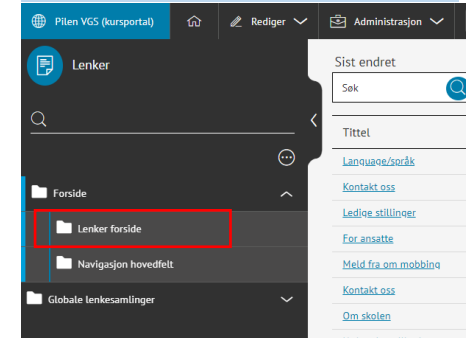 Pilen VGS (kursportal)
Rediger
Administrasjon
Lenker
Forside
Lenker forside
Navigasjon hovedfelt
Globale lenkesamlinger
Sist endret
Søk
Tittel
Language/språk
Kontakt oss
Ledige stillinger
For ansatte
Meld fra om mobbing
Kontakt oss
Om skolen